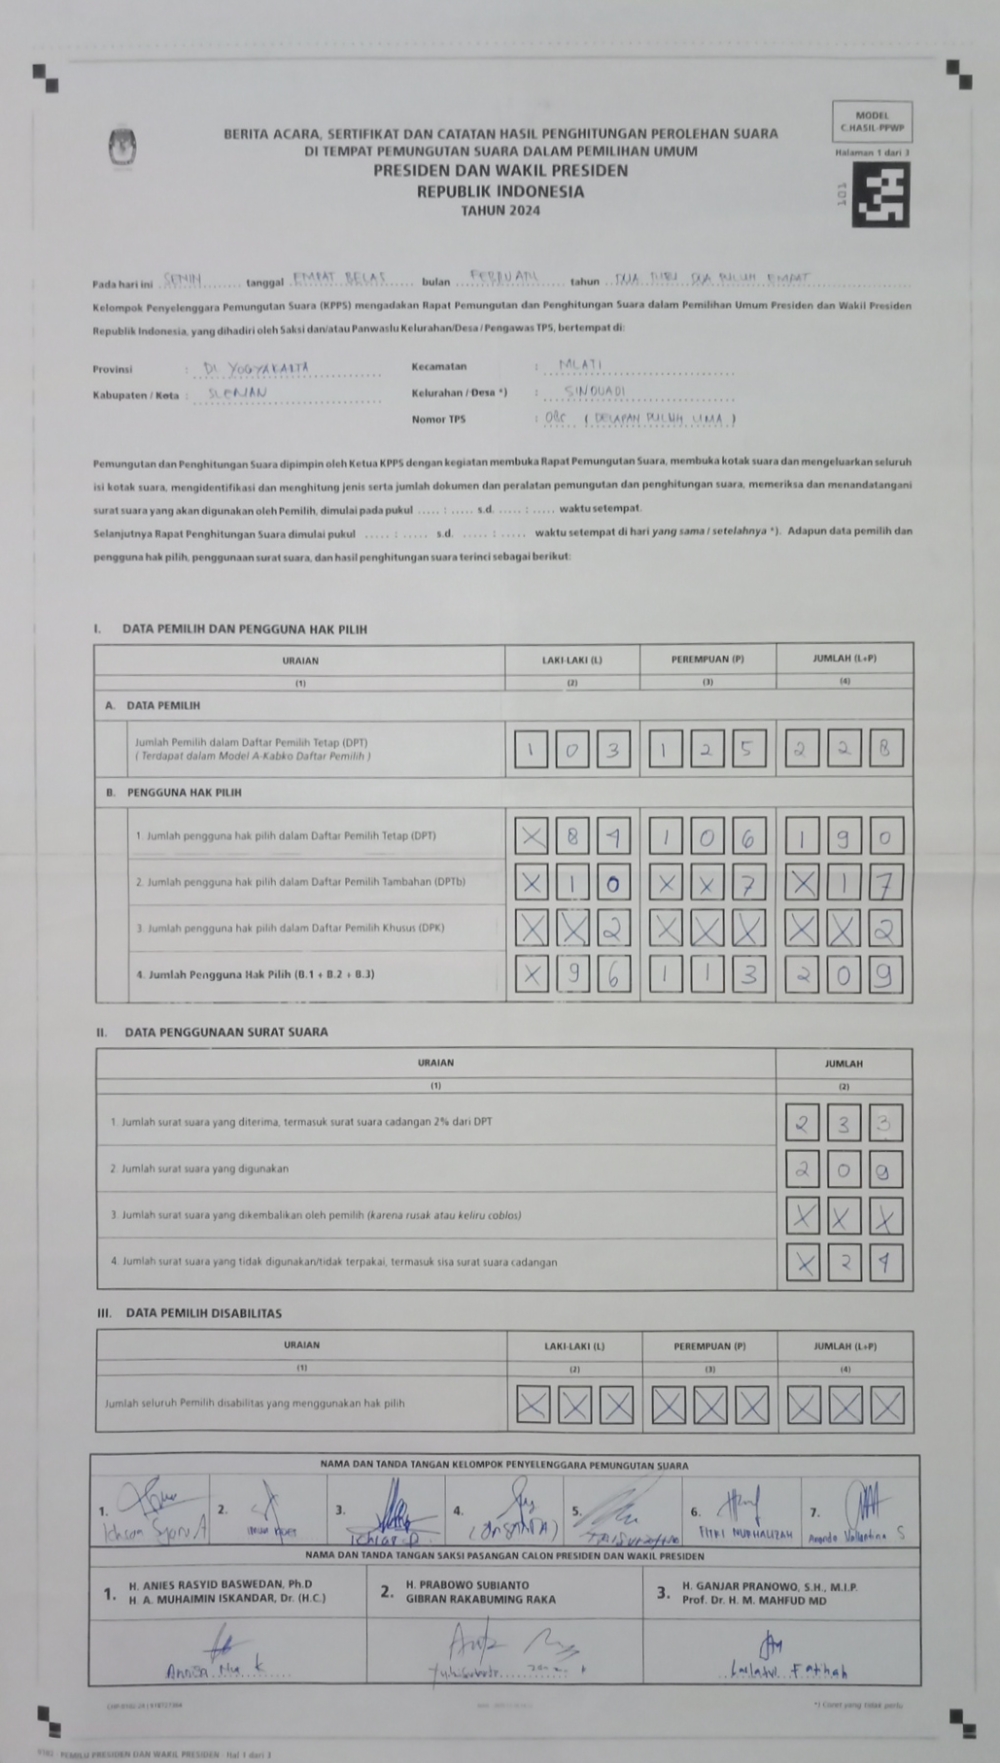 MODEL
C.HASIL-PPWP
Halaman 1 dari 3
101
BERITA ACARA, SERTIFIKAT DAN CATATAN HASIL PENGHITUNGAN PEROLEHAN SUARA
DI TEMPAT PEMUNGUTAN SUARA DALAM PEMILIHAN UMUM
PRESIDEN DAN WAKIL PRESIDEN
REPUBLIK INDONESIA
TAHUN 2024
Pada hari ini SENIN tanggal EMPAT BELAS bulan FEBRUARI tahun DUA RIBU DUA PULUH EMPAT
Kelompok Penyelenggara Pemungutan Suara (KPPS) mengadakan Rapat Pemungutan dan Penghitungan Suara dalam Pemilihan Umum Presiden dan Wakil Presiden
Republik Indonesia, yang dihadiri oleh Saksi dan/atau Panwaslu Kelurahan/Desa / Pengawas TPS, bertempat di:
Provinsi : DI. YOGYAKARTA Kecamatan : MLATI
Kabupaten / Kota : SLEMAN Kelurahan / Desa *) : SINDUADI
Nomor TPS : 085 ( DELAPAN PULUH LIMA )
Pemungutan dan Penghitungan Suara dipimpin oleh Ketua KPPS dengan kegiatan membuka Rapat Pemungutan Suara, membuka kotak suara dan mengeluarkan seluruh
isi kotak suara, mengidentifikasi dan menghitung jenis serta jumlah dokumen dan peralatan pemungutan dan penghitungan suara, memeriksa dan menandatangani
surat suara yang akan digunakan oleh Pemilih, dimulai pada pukul ..... : ..... s.d. ..... : ..... waktu setempat.
Selanjutnya Rapat Penghitungan Suara dimulai pukul ..... : ..... s.d. ..... : ..... waktu setempat di hari yang sama / setelahnya *). Adapun data pemilih dan
pengguna hak pilih, penggunaan surat suara, dan hasil penghitungan suara terinci sebagai berikut:
I. DATA PEMILIH DAN PENGGUNA HAK PILIH
URAIAN LAKI-LAKI (L) PEREMPUAN (P) JUMLAH (L+P)
(1) (2) (3) (4)
A. DATA PEMILIH
Jumlah Pemilih dalam Daftar Pemilih Tetap (DPT) 1 0 3 1 2 5 2 2 8
( Terdapat dalam Model A-Kabko Daftar Pemilih )
B. PENGGUNA HAK PILIH
1. Jumlah pengguna hak pilih dalam Daftar Pemilih Tetap (DPT) X 8 4 1 0 6 1 9 0
2. Jumlah pengguna hak pilih dalam Daftar Pemilih Tambahan (DPTb) X 1 0 X X 7 X 1 7
3. Jumlah pengguna hak pilih dalam Daftar Pemilih Khusus (DPK) X X 2 X X X X X 2
4. Jumlah Pengguna Hak Pilih (B.1 + B.2 + B.3) X 9 6 1 1 3 2 0 9
II. DATA PENGGUNAAN SURAT SUARA
URAIAN JUMLAH
(1) (2)
1. Jumlah surat suara yang diterima, termasuk surat suara cadangan 2% dari DPT 2 3 3
2. Jumlah surat suara yang digunakan 2 0 9
3. Jumlah surat suara yang dikembalikan oleh pemilih (karena rusak atau keliru coblos) X X X
4. Jumlah surat suara yang tidak digunakan/tidak terpakai, termasuk sisa surat suara cadangan X 2 4
III. DATA PEMILIH DISABILITAS
URAIAN LAKI-LAKI (L) PEREMPUAN (P) JUMLAH (L+P)
(1) (2) (3) (4)
Jumlah seluruh Pemilih disabilitas yang menggunakan hak pilih X X X X X X X X X
NAMA DAN TANDA TANGAN KELOMPOK PENYELENGGARA PEMUNGUTAN SUARA
1. 2. 3. 4. 5. 6. 7.
FITRI NURHALIZAH Ananda Vallentino S
NAMA DAN TANDA TANGAN SAKSI PASANGAN CALON PRESIDEN DAN WAKIL PRESIDEN
1. H. ANIES RASYID BASWEDAN, Ph.D
H. A. MUHAIMIN ISKANDAR, Dr. (H.C.)
2. H. PRABOWO SUBIANTO
GIBRAN RAKABUMING RAKA
3. H. GANJAR PRANOWO, S.H., M.I.P.
Prof. Dr. H. M. MAHFUD MD
Annisa Nur K Lailatul Fatihah
*) Coret yang tidak perlu
PEMILU PRESIDEN DAN WAKIL PRESIDEN - Hal 1 dari 3